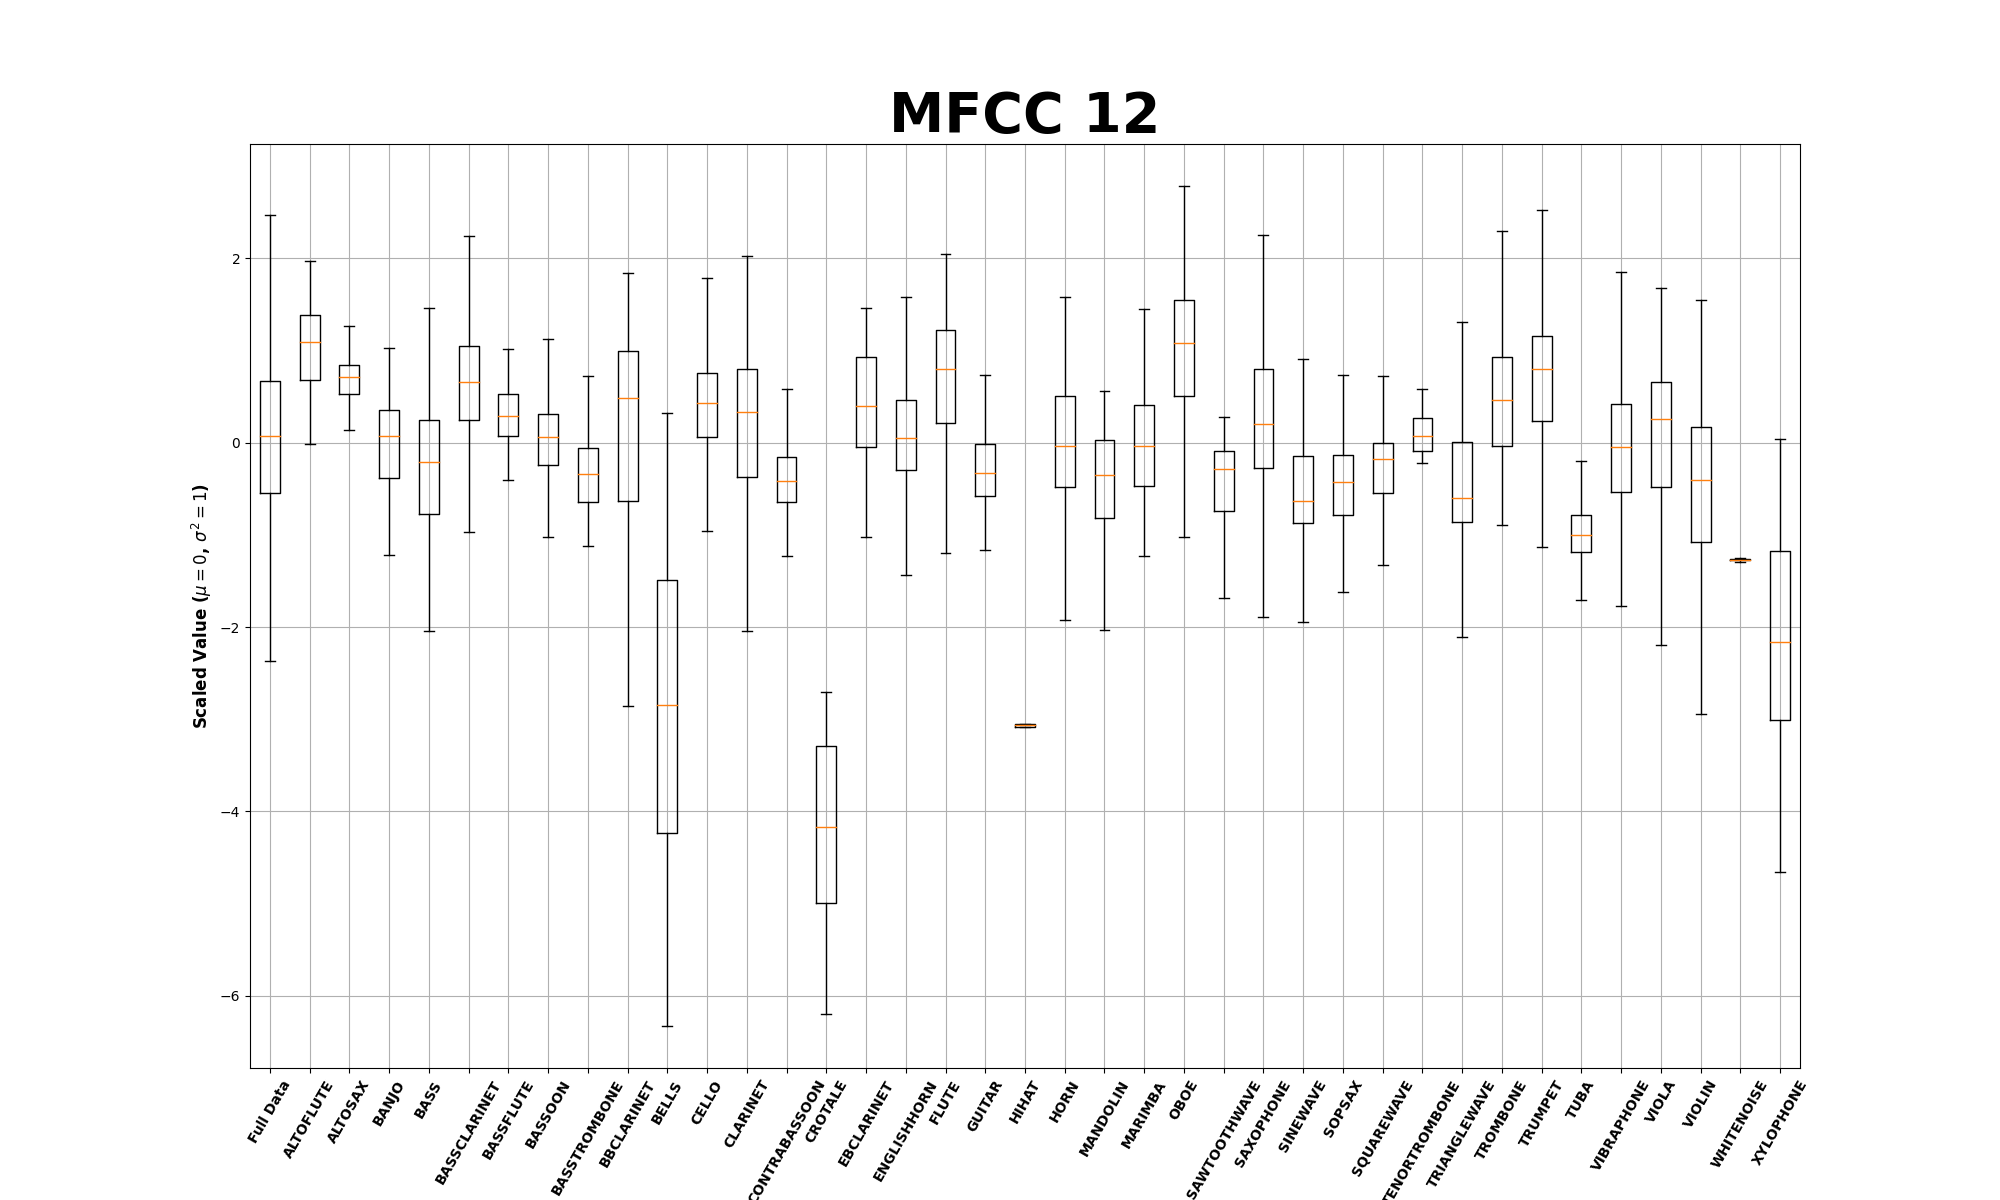 MFCC 12
Scaled Value (μ = 0, σ² = 1)
2
0
−2
−4
−6
Full Data
ALTOFLUTE
ALTOSAX
BANJO
BASS
BASSCLARINET
BASSFLUTE
BASSOON
BASSTROMBONE
BBCLARINET
BELLS
CELLO
CLARINET
CONTRABASSOON
CROTALE
EBCLARINET
ENGLISHHORN
FLUTE
GUITAR
HIHAT
HORN
MANDOLIN
MARIMBA
OBOE
SAWTOOTHWAVE
SAXOPHONE
SINEWAVE
SOPSAX
SQUAREWAVE
TENORTROMBONE
TRIANGLEWAVE
TROMBONE
TRUMPET
TUBA
VIBRAPHONE
VIOLA
VIOLIN
WHITENOISE
XYLOPHONE